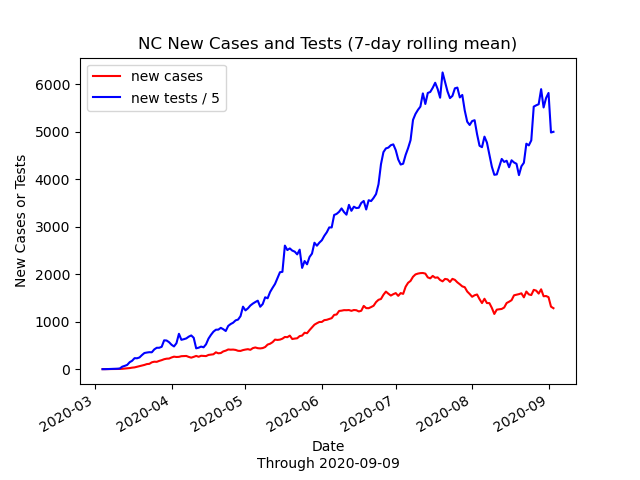 NC New Cases and Tests (7-day rolling mean)
new cases
new tests / 5
New Cases or Tests
6000
5000
4000
3000
2000
1000
0
2020-03
2020-04
2020-05
2020-06
2020-07
2020-08
2020-09
Date
Through 2020-09-09